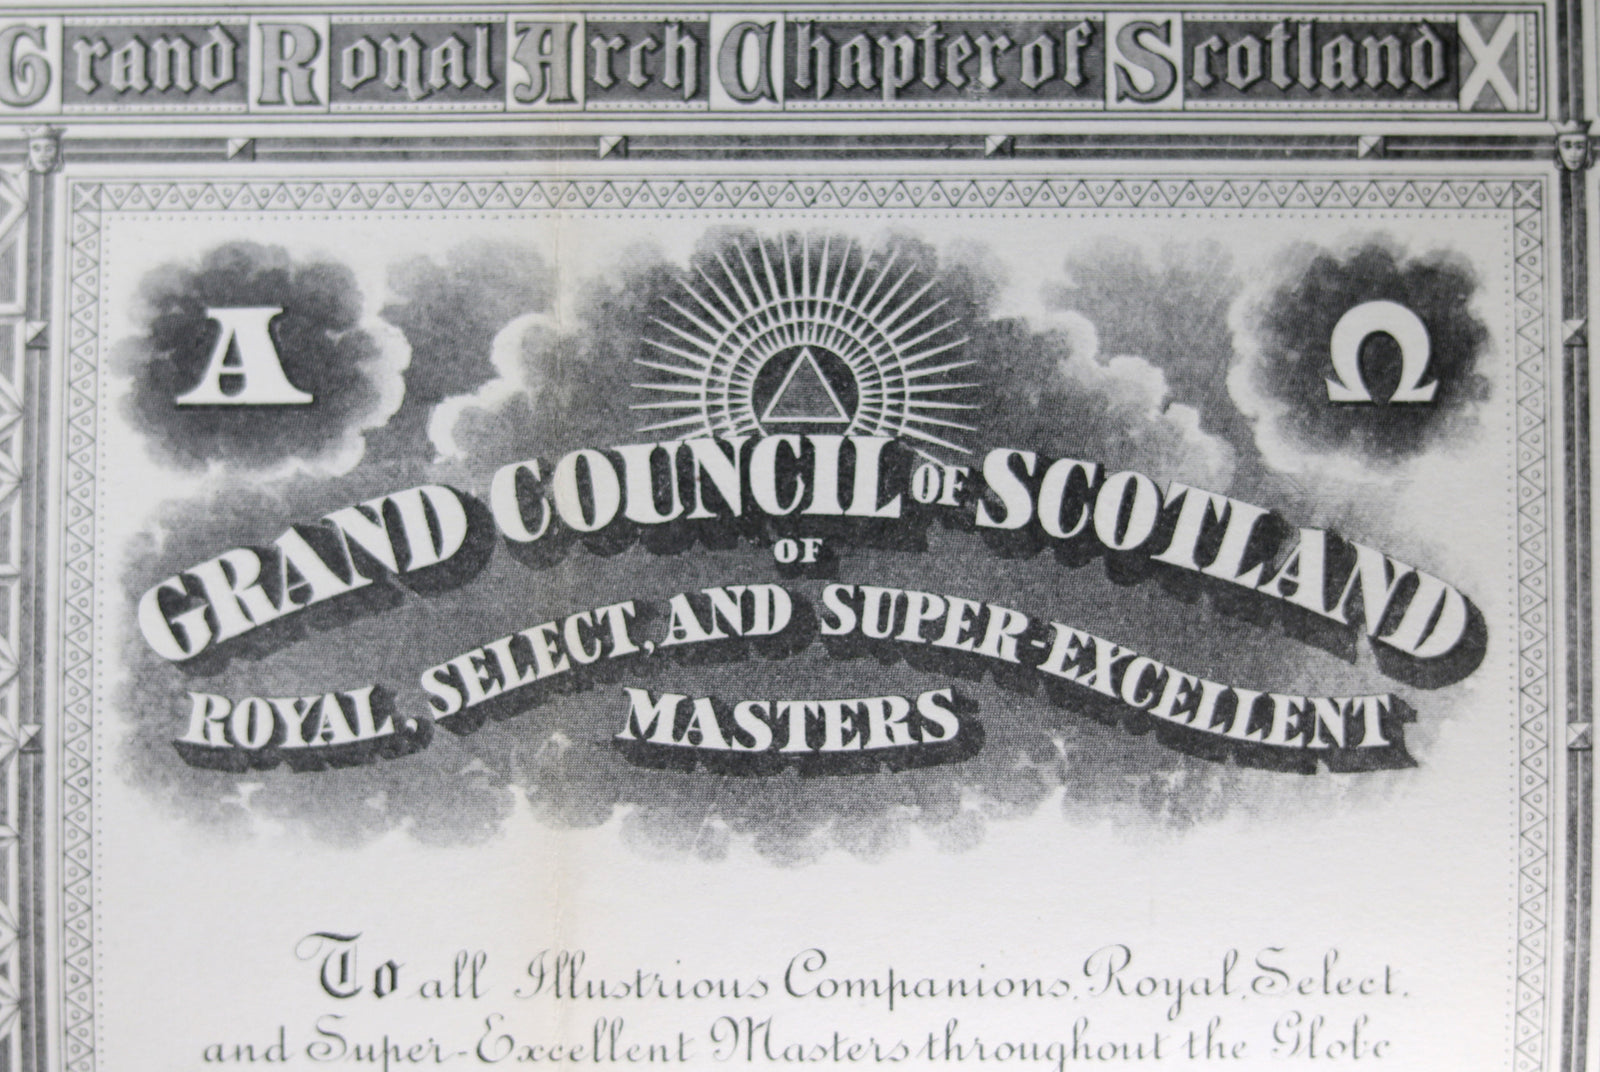 Grand Royal Arch Chapter of Scotland X
A Ω
GRAND COUNCIL OF SCOTLAND
OF
ROYAL, SELECT, AND SUPER-EXCELLENT
MASTERS
To all Illustrious Companions, Royal, Select,
and Super-Excellent Masters throughout the Globe